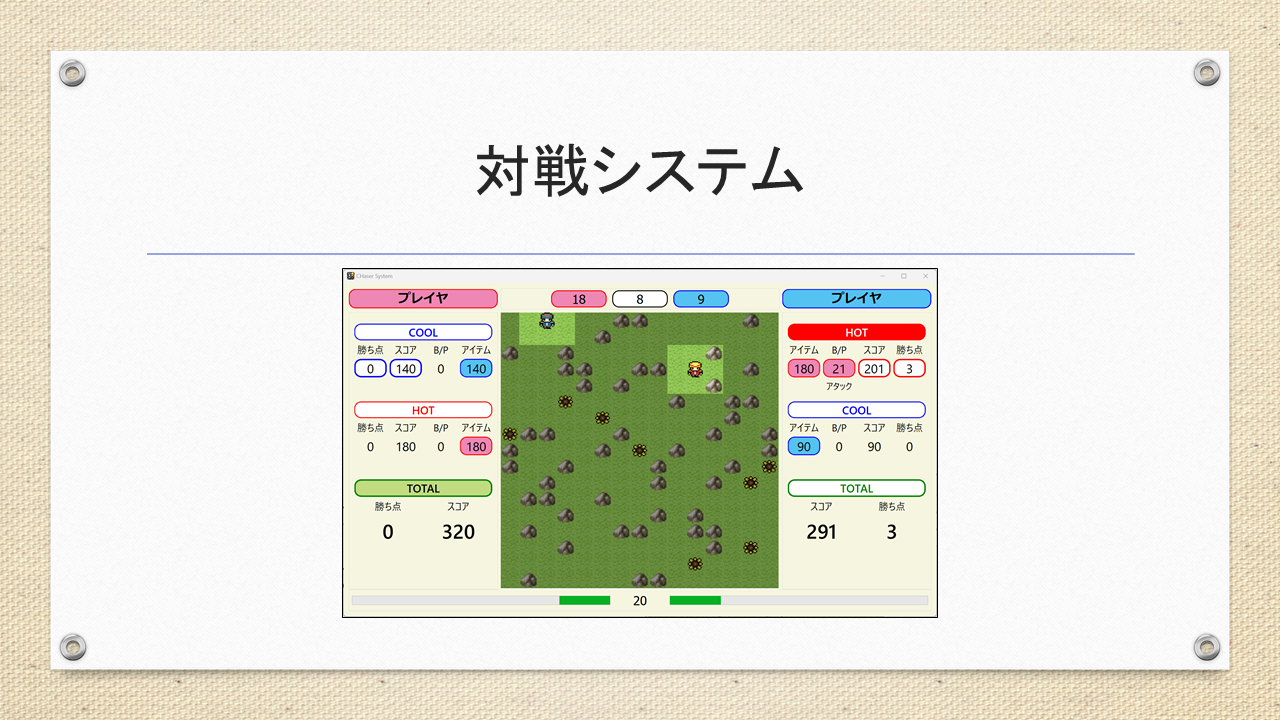 対戦システム
CHaser System
プレイヤ 18 8 9 プレイヤ
COOL
勝ち点 スコア B/P アイテム
0 140 0 140
HOT
勝ち点 スコア B/P アイテム
0 180 0 180
TOTAL
勝ち点 スコア
0 320
HOT
アイテム B/P スコア 勝ち点
180 21 201 3
アタック
COOL
アイテム B/P スコア 勝ち点
90 0 90 0
TOTAL
スコア 勝ち点
291 3
20